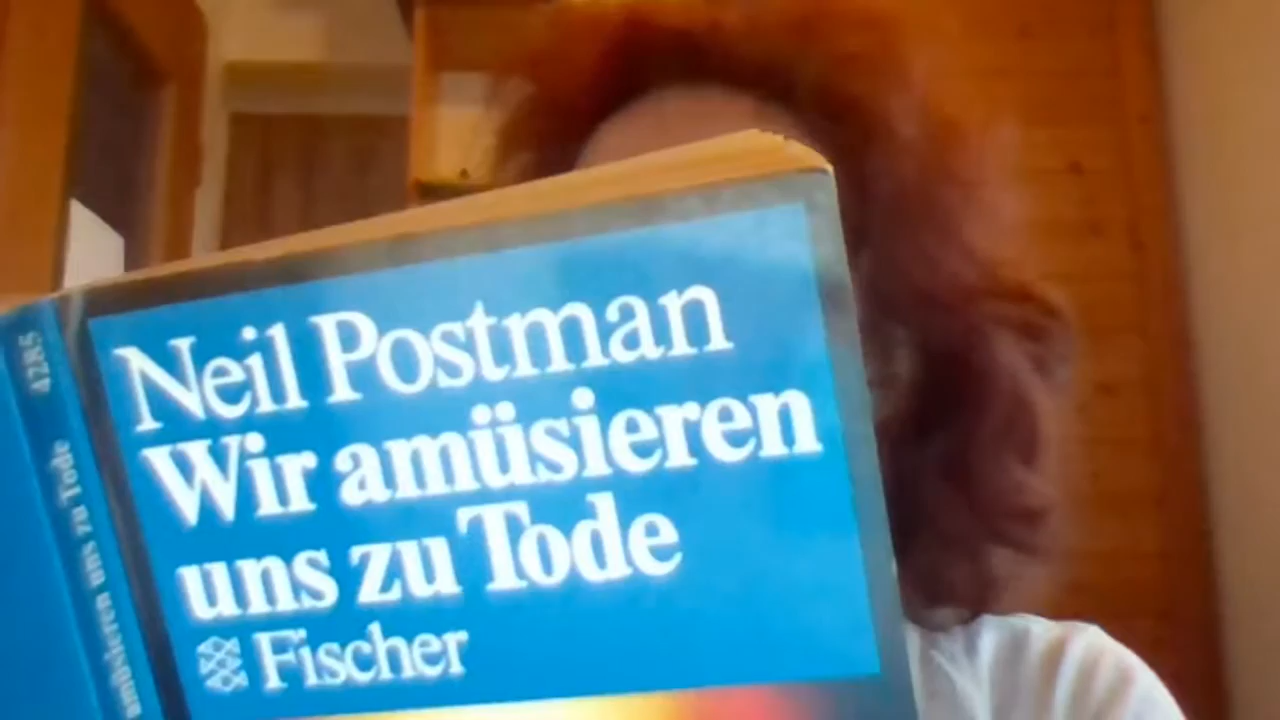 Neil Postman
Wir amüsieren
uns zu Tode
Fischer
4285
amüsieren uns zu Tode